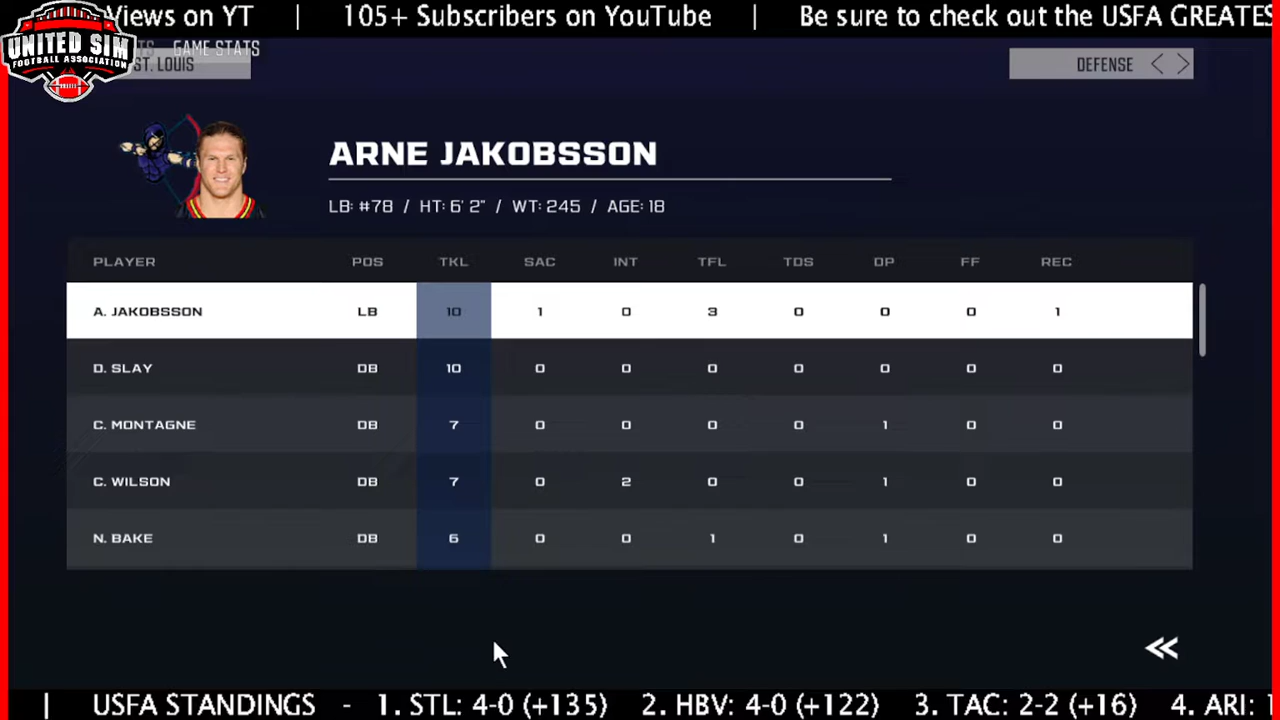 Views on YT | 105+ Subscribers on YouTube | Be sure to check out the USFA GREATES
UNITED SIM
FOOTBALL ASSOCIATION
GAME STATS
ST. LOUIS
DEFENSE
ARNE JAKOBSSON
LB: #78 / HT: 6' 2" / WT: 245 / AGE: 18
PLAYER POS TKL SAC INT TFL TDS DP FF REC
A. JAKOBSSON LB 10 1 0 3 0 0 0 1
D. SLAY DB 10 0 0 0 0 0 0 0
C. MONTAGNE DB 7 0 0 0 0 1 0 0
C. WILSON DB 7 0 2 0 0 1 0 0
N. BAKE DB 6 0 0 1 0 1 0 0
| USFA STANDINGS - 1. STL: 4-0 (+135) 2. HBV: 4-0 (+122) 3. TAC: 2-2 (+16) 4. ARI: 1